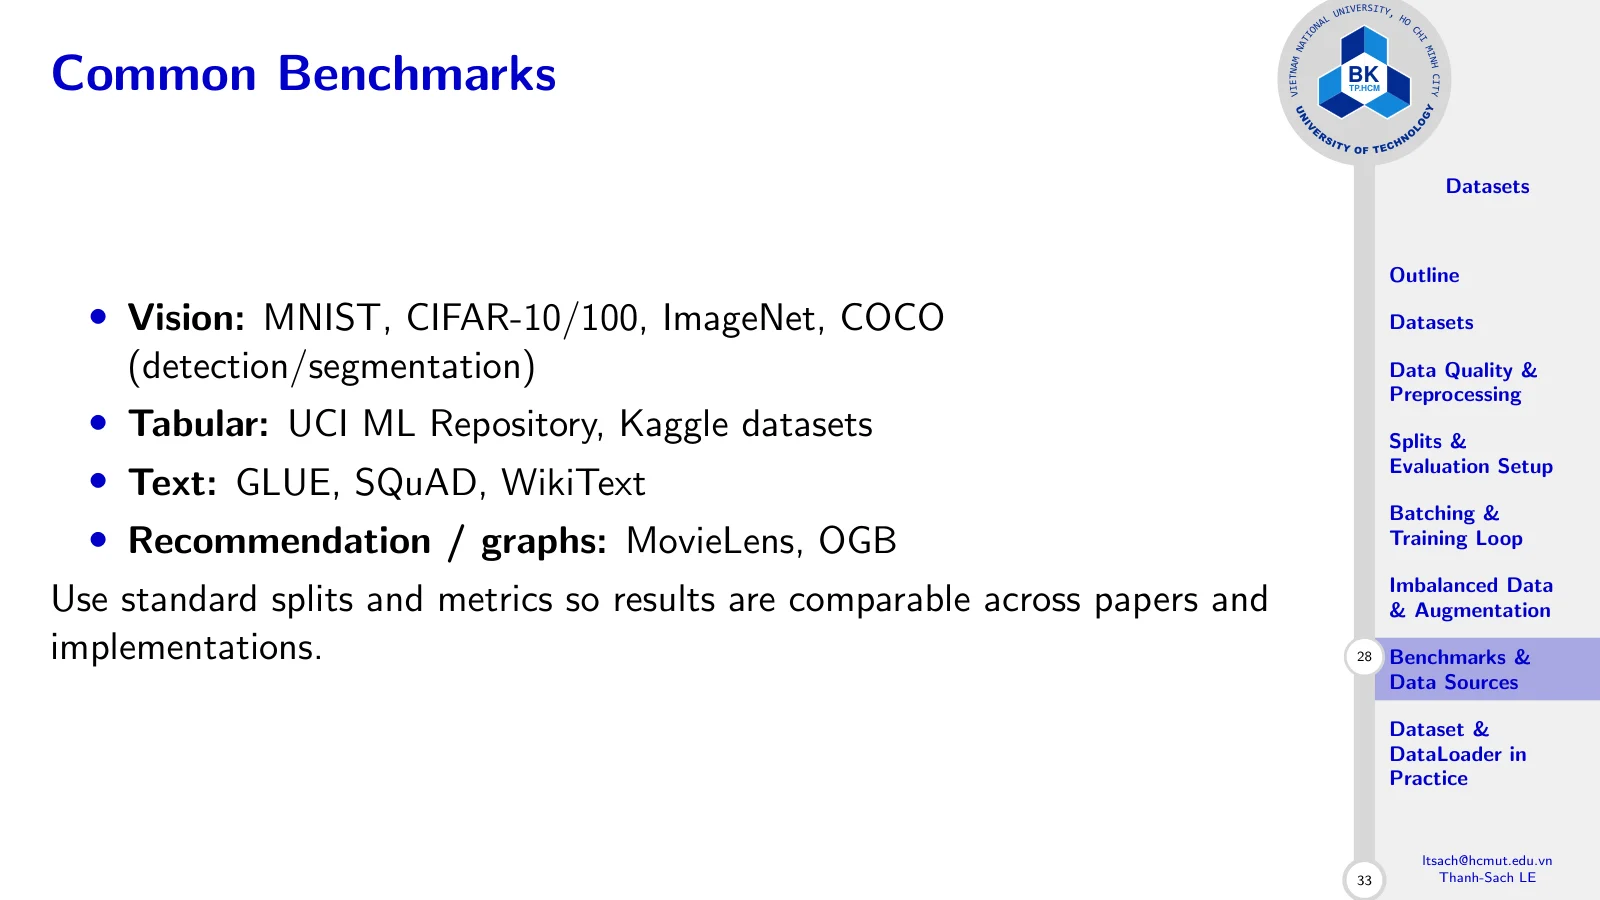 Common Benchmarks
• Vision: MNIST, CIFAR-10/100, ImageNet, COCO
(detection/segmentation)
• Tabular: UCI ML Repository, Kaggle datasets
• Text: GLUE, SQuAD, WikiText
• Recommendation / graphs: MovieLens, OGB
Use standard splits and metrics so results are comparable across papers and
implementations.
VIETNAM NATIONAL UNIVERSITY, HO CHI MINH CITY
BK
TP.HCM
UNIVERSITY OF TECHNOLOGY
Datasets
Outline
Datasets
Data Quality &
Preprocessing
Splits &
Evaluation Setup
Batching &
Training Loop
Imbalanced Data
& Augmentation
28
Benchmarks &
Data Sources
Dataset &
DataLoader in
Practice
ltsach@hcmut.edu.vn
Thanh-Sach LE
33